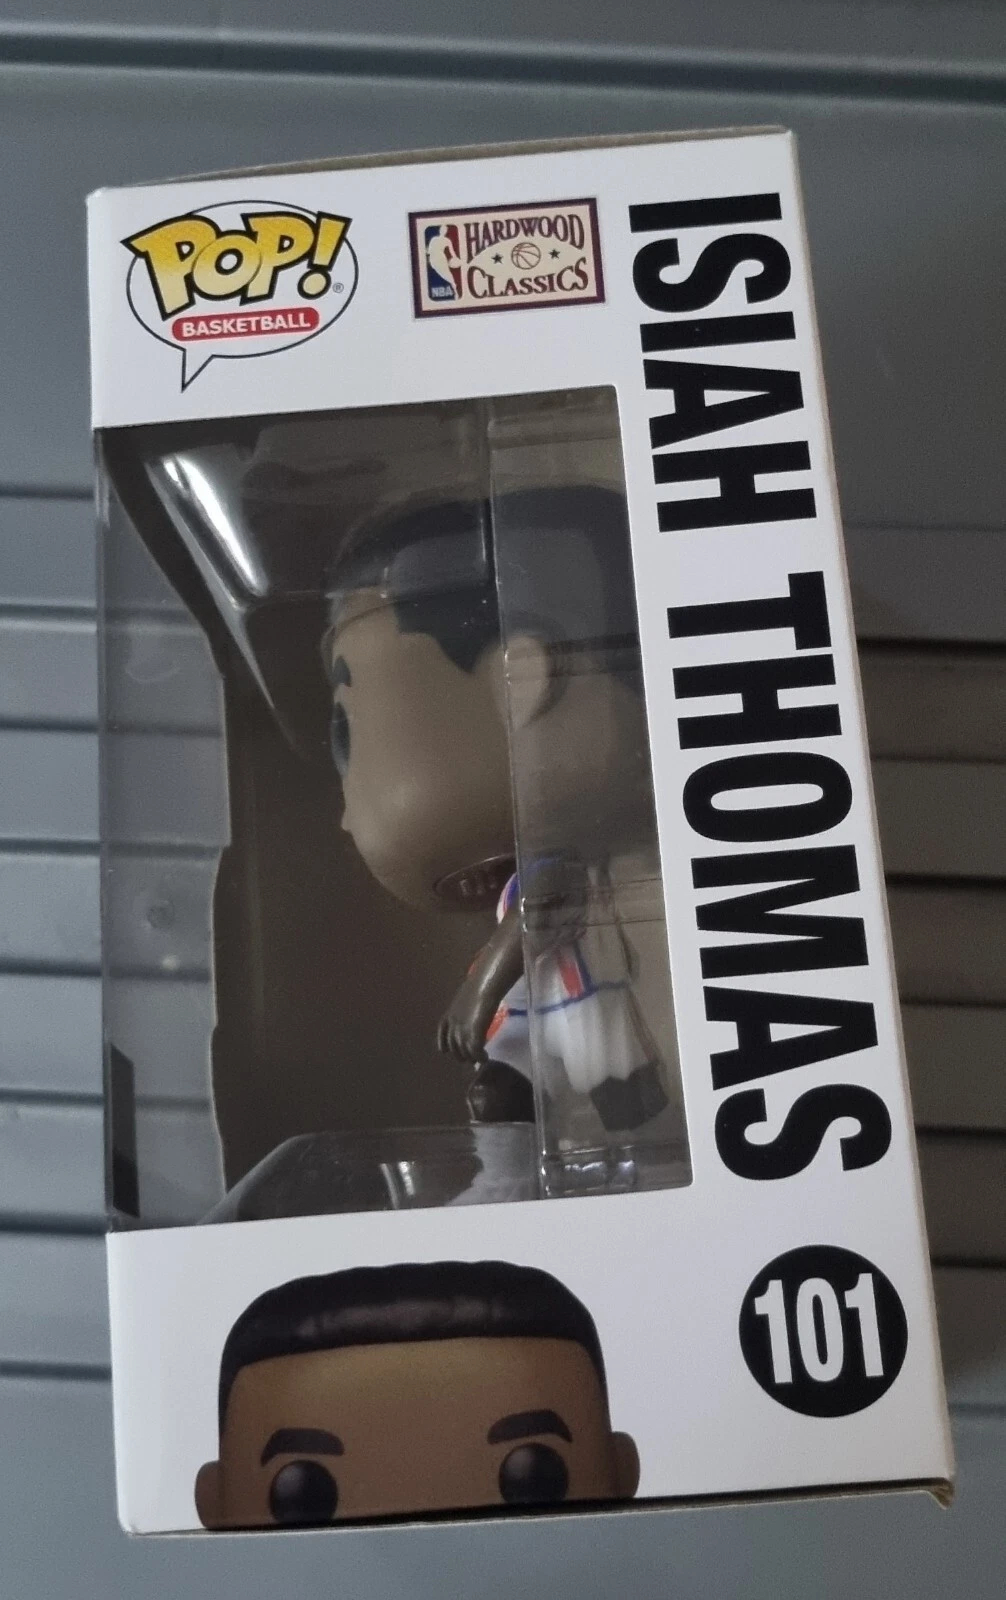 POP!®
BASKETBALL
NBA
HARDWOOD
CLASSICS
ISIAH THOMAS
101